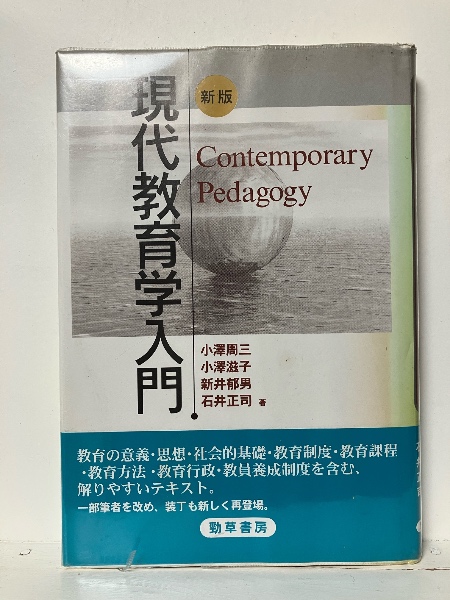 新版
現代教育学入門
Contemporary
Pedagogy
小澤周三
小澤滋子
新井郁男
石井正司 著
教育の意義・思想・社会的基礎・教育制度・教育課程
・教育方法・教育行政・教員養成制度を含む、
解りやすいテキスト。
一部筆者を改め、装丁も新しく再登場。
勁草書房